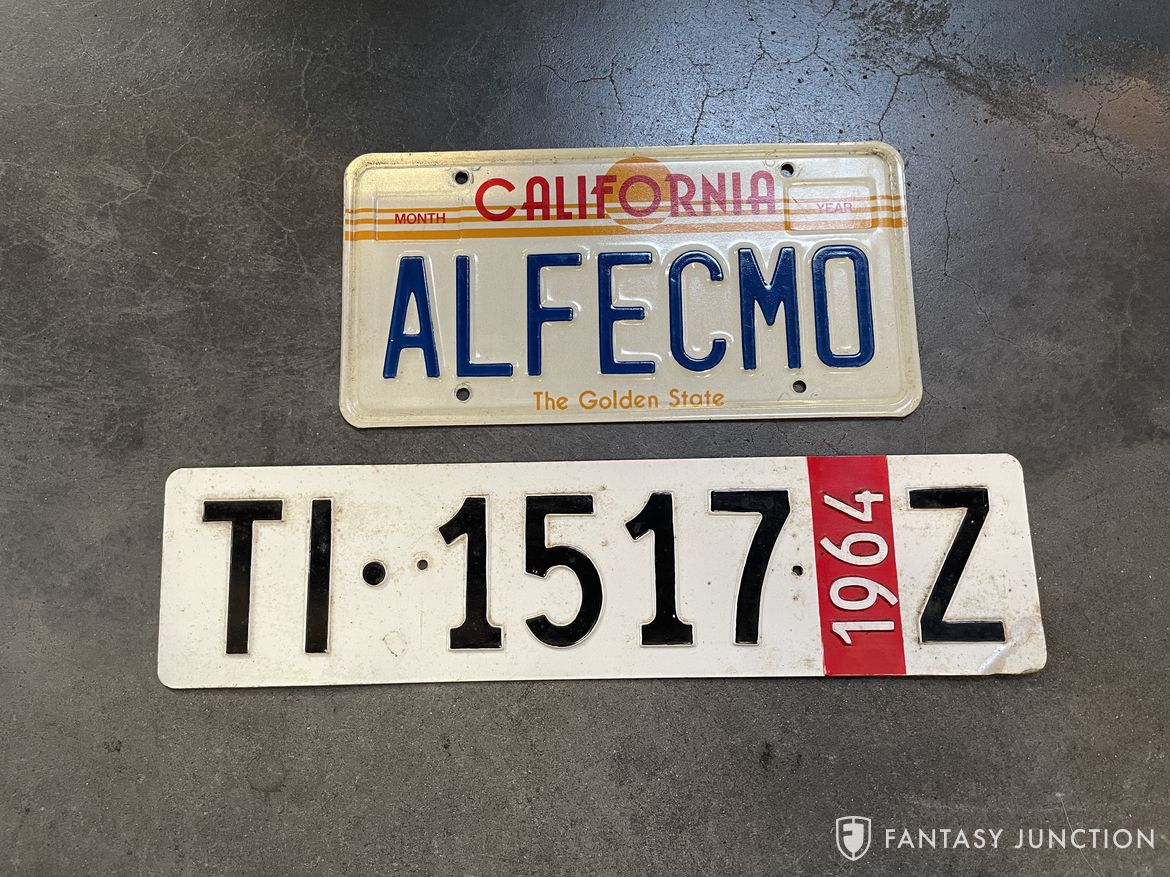 CALIFORNIA
MONTH YEAR
ALFECMO
The Golden State
TI·1517 1964 Z
FANTASY JUNCTION